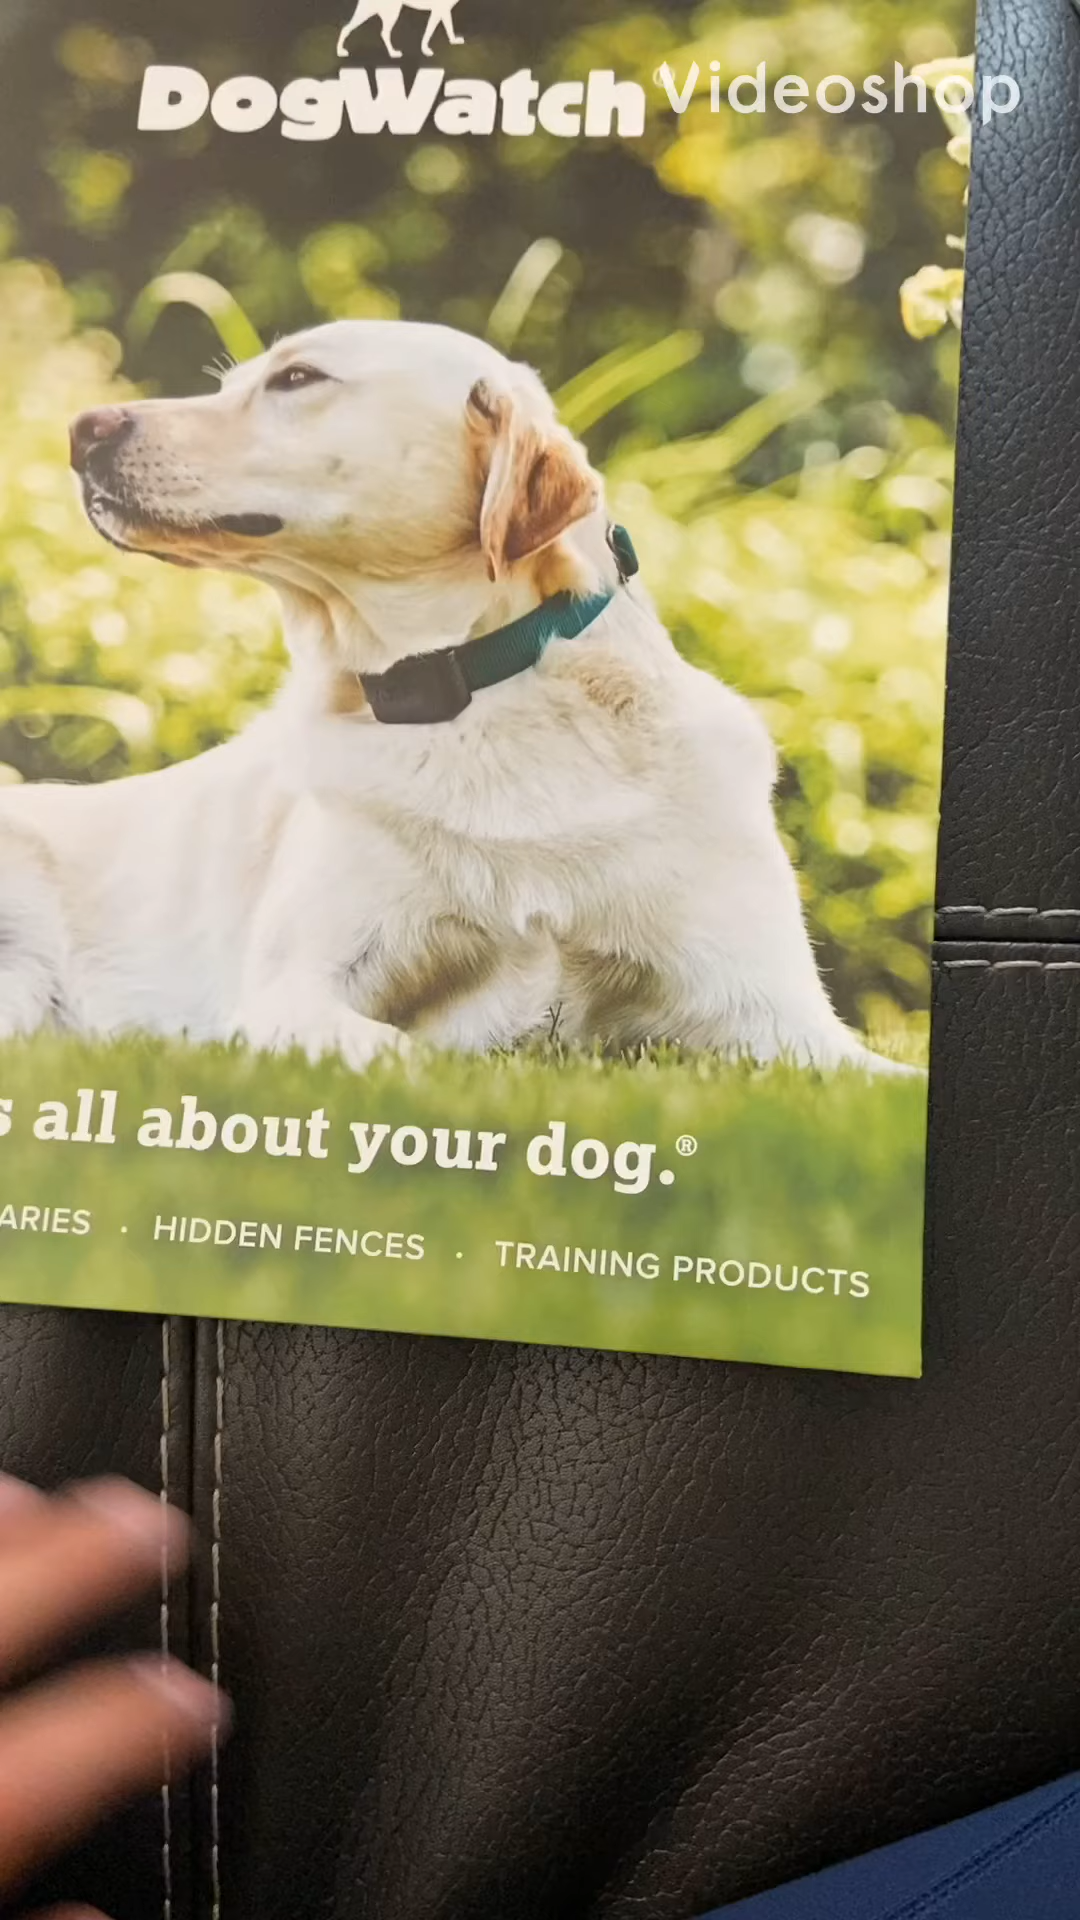 DogWatch®
Videoshop
s all about your dog.®
ARIES · HIDDEN FENCES · TRAINING PRODUCTS